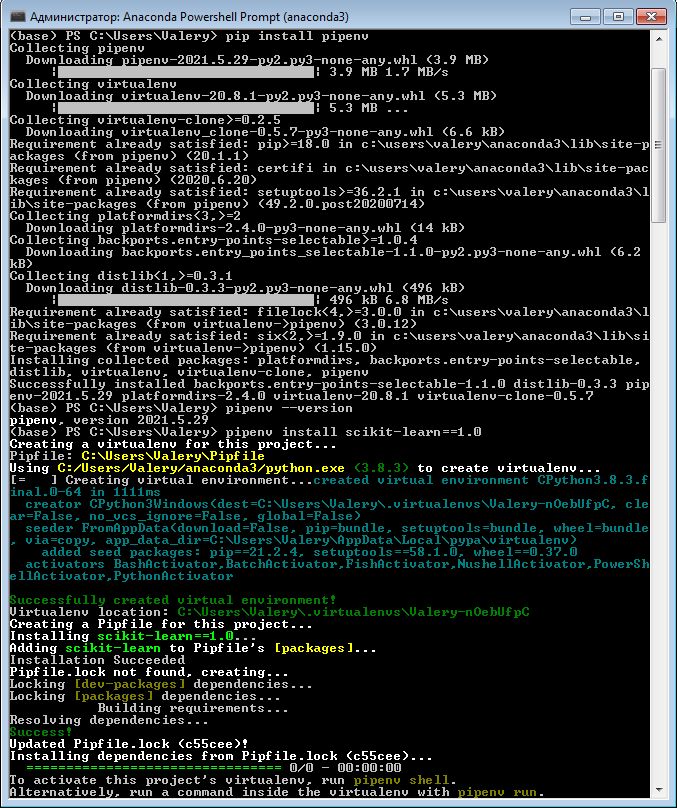 Администратор: Anaconda Powershell Prompt (anaconda3)
(base) PS C:\Users\Valery> pip install pipenv
Collecting pipenv
Downloading pipenv-2021.5.29-py2.py3-none-any.whl (3.9 MB)
|████████████████████████████████| 3.9 MB 1.7 MB/s
Collecting virtualenv
Downloading virtualenv-20.8.1-py2.py3-none-any.whl (5.3 MB)
|████████████████████████████████| 5.3 MB ...
Collecting virtualenv-clone>=0.2.5
Downloading virtualenv_clone-0.5.7-py3-none-any.whl (6.6 kB)
Requirement already satisfied: pip>=18.0 in c:\users\valery\anaconda3\lib\site-p
ackages (from pipenv) (20.1.1)
Requirement already satisfied: certifi in c:\users\valery\anaconda3\lib\site-pac
kages (from pipenv) (2020.6.20)
Requirement already satisfied: setuptools>=36.2.1 in c:\users\valery\anaconda3\l
ib\site-packages (from pipenv) (49.2.0.post20200714)
Collecting platformdirs<3,>=2
Downloading platformdirs-2.4.0-py3-none-any.whl (14 kB)
Collecting backports.entry-points-selectable>=1.0.4
Downloading backports.entry_points_selectable-1.1.0-py2.py3-none-any.whl (6.2
kB)
Collecting distlib<1,>=0.3.1
Downloading distlib-0.3.3-py2.py3-none-any.whl (496 kB)
|████████████████████████████████| 496 kB 6.8 MB/s
Requirement already satisfied: filelock<4,>=3.0.0 in c:\users\valery\anaconda3\l
ib\site-packages (from virtualenv->pipenv) (3.0.12)
Requirement already satisfied: six<2,>=1.9.0 in c:\users\valery\anaconda3\lib\si
te-packages (from virtualenv->pipenv) (1.15.0)
Installing collected packages: platformdirs, backports.entry-points-selectable,
distlib, virtualenv, virtualenv-clone, pipenv
Successfully installed backports.entry-points-selectable-1.1.0 distlib-0.3.3 pip
env-2021.5.29 platformdirs-2.4.0 virtualenv-20.8.1 virtualenv-clone-0.5.7
(base) PS C:\Users\Valery> pipenv --version
pipenv, version 2021.5.29
(base) PS C:\Users\Valery> pipenv install scikit-learn==1.0
Creating a virtualenv for this project...
Pipfile: C:\Users\Valery\Pipfile
Using C:/Users/Valery/anaconda3/python.exe (3.8.3) to create virtualenv...
[=   ] Creating virtual environment...created virtual environment CPython3.8.3.f
inal.0-64 in 1111ms
creator CPython3Windows(dest=C:\Users\Valery\.virtualenvs\Valery-nOebUfpC, cle
ar=False, no_vcs_ignore=False, global=False)
seeder FromAppData(download=False, pip=bundle, setuptools=bundle, wheel=bundle
, via=copy, app_data_dir=C:\Users\Valery\AppData\Local\pypa\virtualenv)
added seed packages: pip==21.2.4, setuptools==58.1.0, wheel==0.37.0
activators BashActivator,BatchActivator,FishActivator,NushellActivator,PowerSh
ellActivator,PythonActivator
Successfully created virtual environment!
Virtualenv location: C:\Users\Valery\.virtualenvs\Valery-nOebUfpC
Creating a Pipfile for this project...
Installing scikit-learn==1.0...
Adding scikit-learn to Pipfile's [packages]...
Installation Succeeded
Pipfile.lock not found, creating...
Locking [dev-packages] dependencies...
Locking [packages] dependencies...
Building requirements...
Resolving dependencies...
Success!
Updated Pipfile.lock (c55cee)!
Installing dependencies from Pipfile.lock (c55cee)...
================================ 0/0 - 00:00:00
To activate this project's virtualenv, run pipenv shell.
Alternatively, run a command inside the virtualenv with pipenv run.